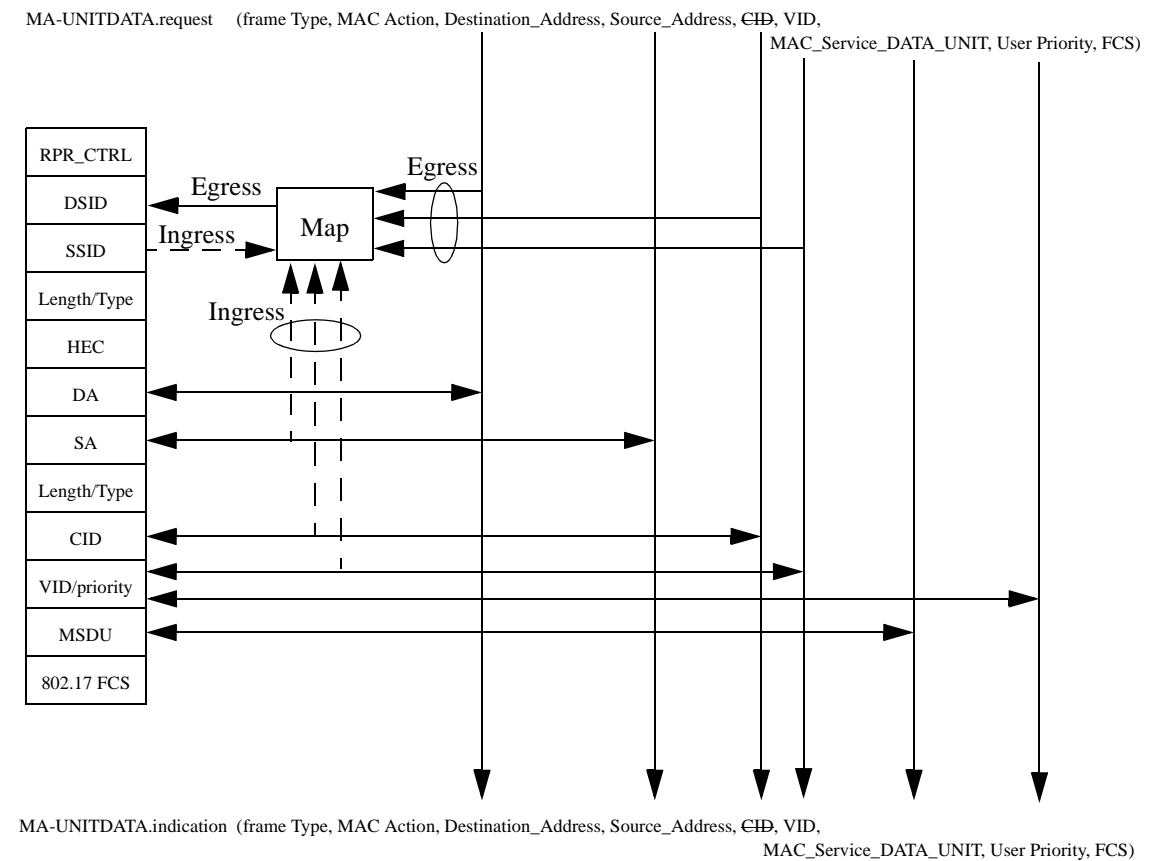 MA-UNITDATA.request (frame Type, MAC Action, Destination_Address, Source_Address, CID, VID,
MAC_Service_DATA_UNIT, User Priority, FCS)
RPR_CTRL
Egress
Egress
DSID
Map
Ingress
SSID
Length/Type
Ingress
HEC
DA
SA
Length/Type
CID
VID/priority
MSDU
802.17 FCS
MA-UNITDATA.indication (frame Type, MAC Action, Destination_Address, Source_Address, CID, VID,
MAC_Service_DATA_UNIT, User Priority, FCS)